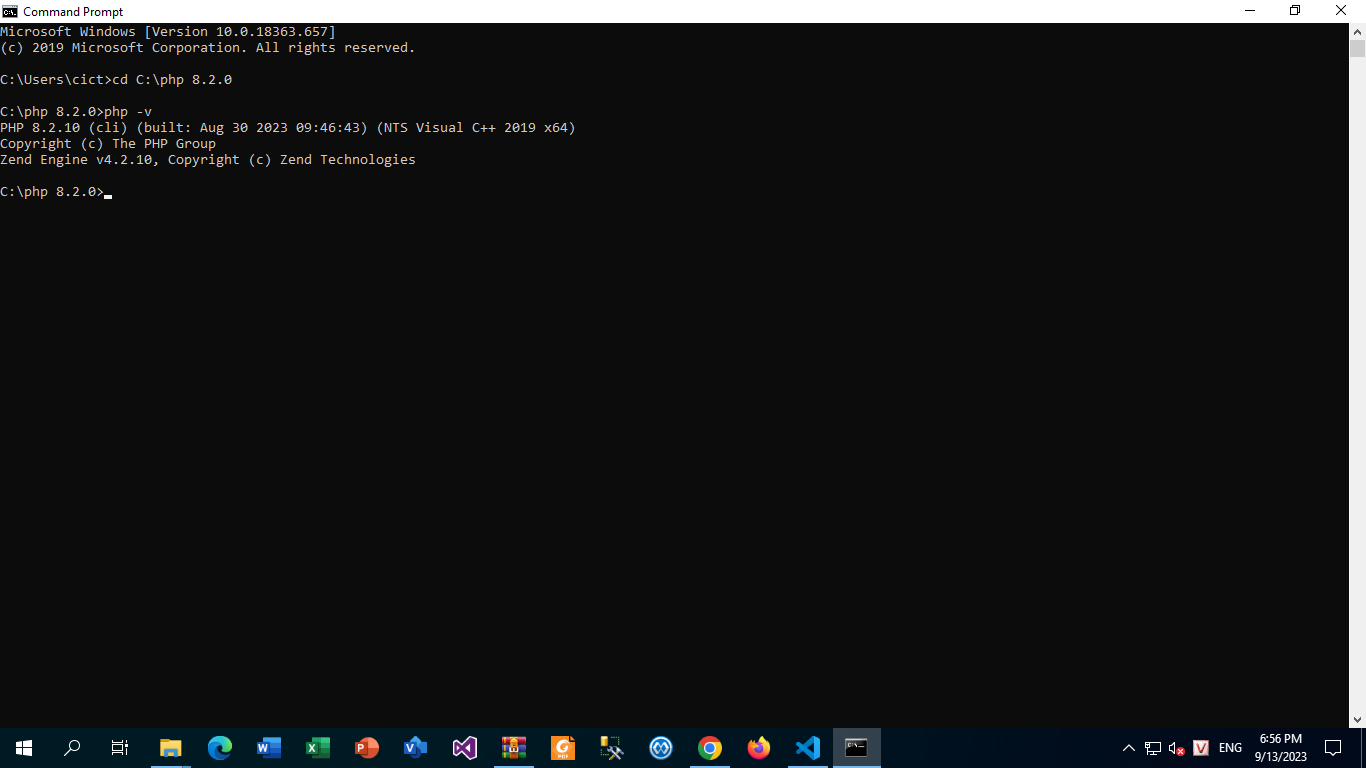 Command Prompt
Microsoft Windows [Version 10.0.18363.657]
(c) 2019 Microsoft Corporation. All rights reserved.
C:\Users\cict>cd C:\php 8.2.0
C:\php 8.2.0>php -v
PHP 8.2.10 (cli) (built: Aug 30 2023 09:46:43) (NTS Visual C++ 2019 x64)
Copyright (c) The PHP Group
Zend Engine v4.2.10, Copyright (c) Zend Technologies
C:\php 8.2.0>
ENG
6:56 PM
9/13/2023